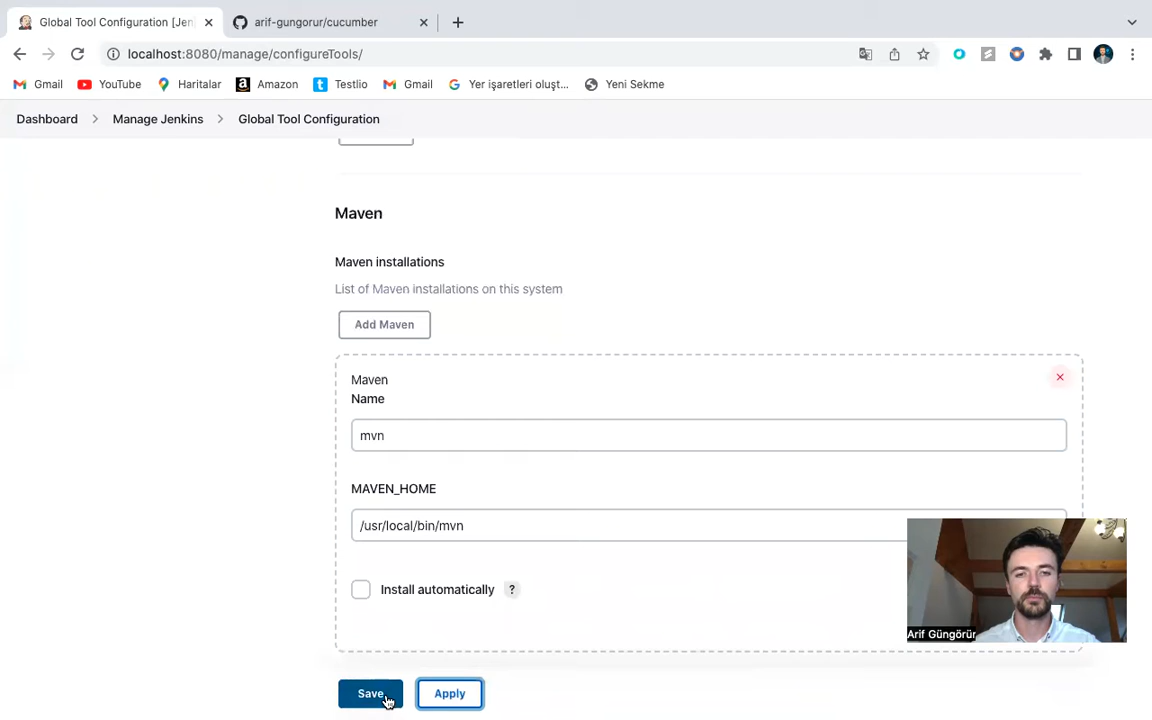 Global Tool Configuration [Jen
arif-gungorur/cucumber
localhost:8080/manage/configureTools/
Gmail YouTube Haritalar Amazon Testlio Gmail Yer işaretleri oluşt... Yeni Sekme
Dashboard Manage Jenkins Global Tool Configuration
Maven
Maven installations
List of Maven installations on this system
Add Maven
Maven
Name
mvn
MAVEN_HOME
/usr/local/bin/mvn
Install automatically ?
Arif Güngörür
Save Apply